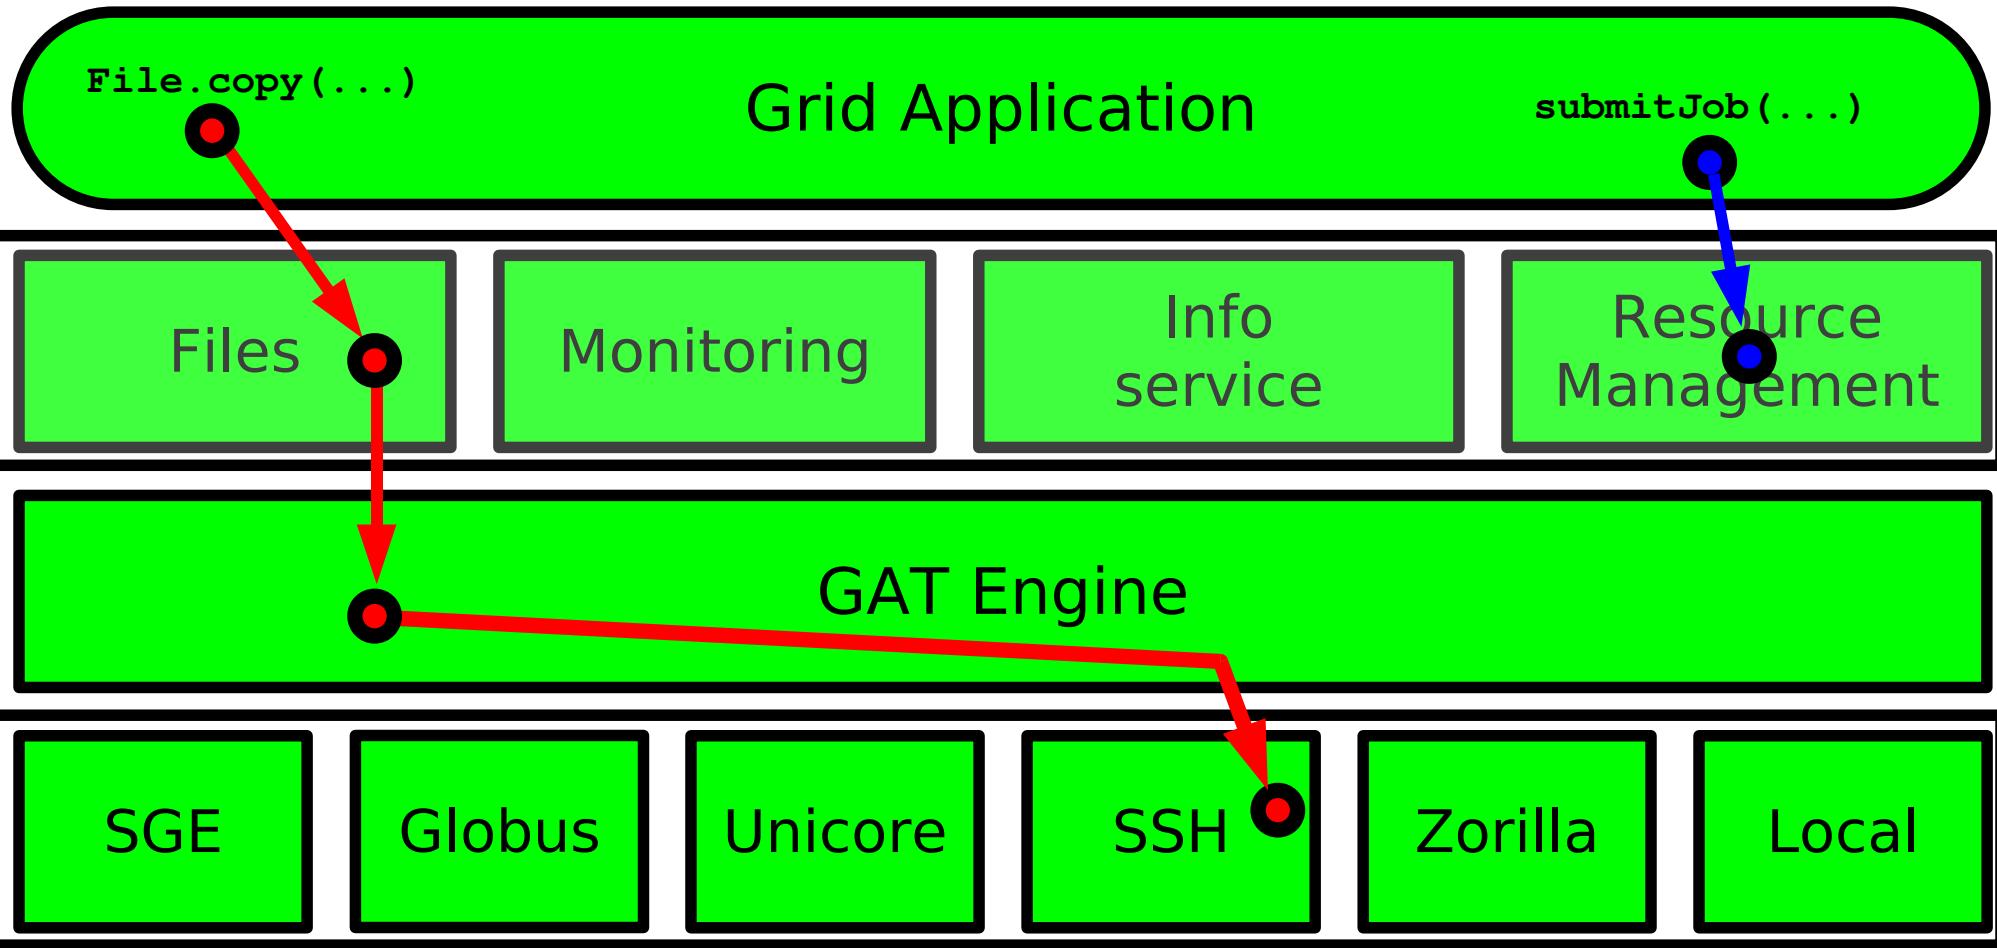 File.copy(...)
Grid Application
submitJob(...)
Files
Monitoring
Info
service
Resource
Management
GAT Engine
SGE
Globus
Unicore
SSH
Zorilla
Local